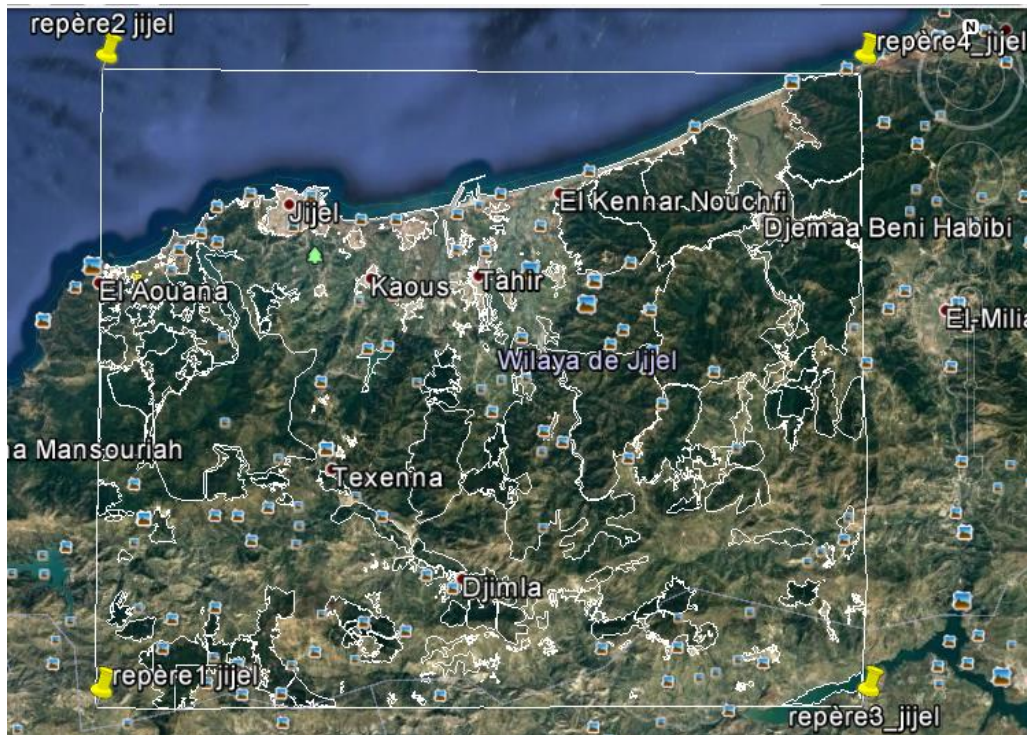 repère2 jijel
N
repère4_jijel
Jijel
El Kennar Nouchfi
Djemaa Beni Habibi
El Aouana
Kaous
Tahir
El-Milia
Wilaya de Jijel
na Mansouriah
Texenna
Djimla
repère1 jijel
repère3_jijel